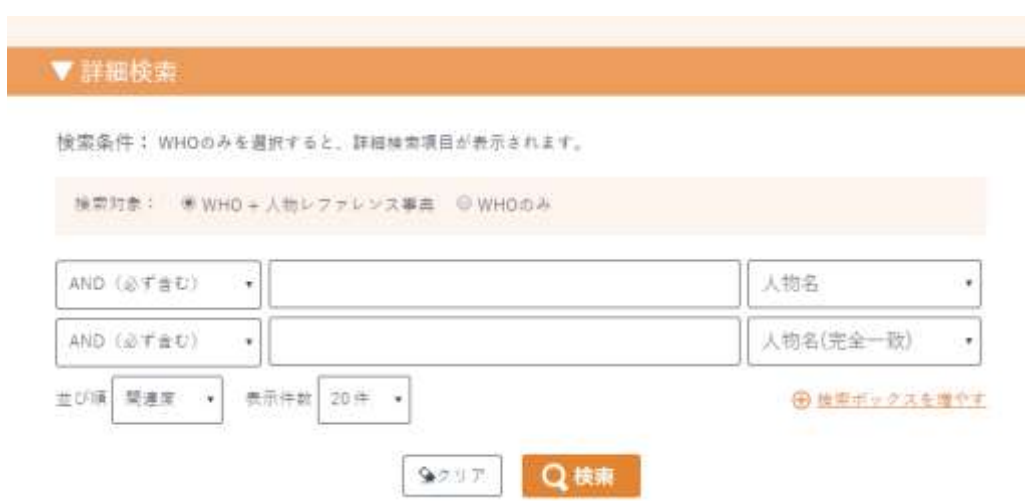 ▼詳細検索
検索条件: WHOのみを選択すると、詳細検索項目が表示されます。
検索対象: WHO + 人物レファレンス事典 WHOのみ
AND (必ず含む) 人物名
AND (必ず含む) 人物名(完全一致)
並び順 関連度 表示件数 20件 検索ボックスを増やす
クリア 検索